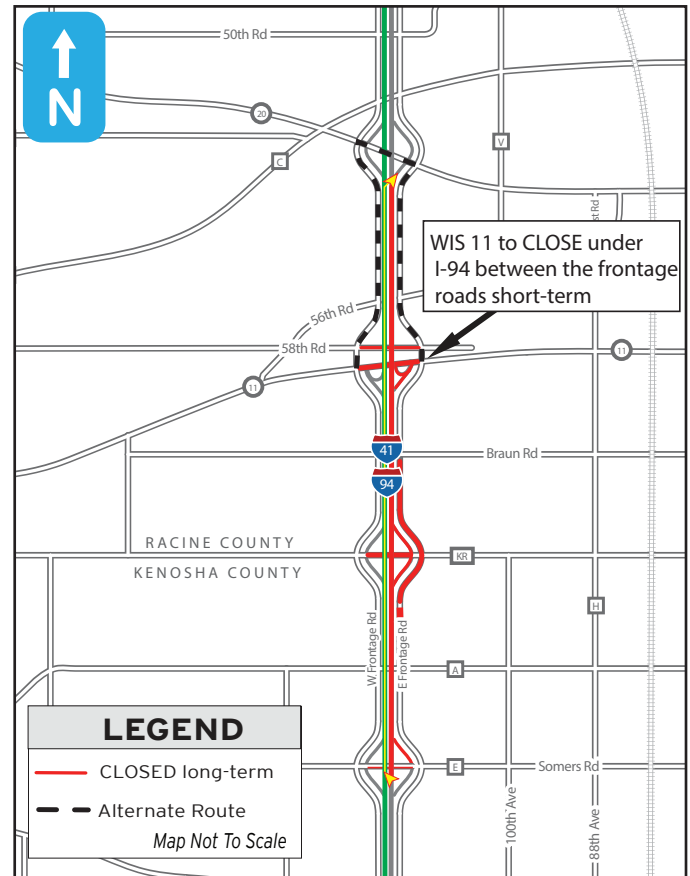 N
50th Rd
20
V
C
st Rd
WIS 11 to CLOSE under
I-94 between the frontage
roads short-term
56th Rd
58th Rd
11
11
41
Braun Rd
94
RACINE COUNTY
KR
KENOSHA COUNTY
H
W Frontage Rd
E Frontage Rd
A
LEGEND
CLOSED long-term
E
Somers Rd
Alternate Route
100th Ave
88th Ave
Map Not To Scale